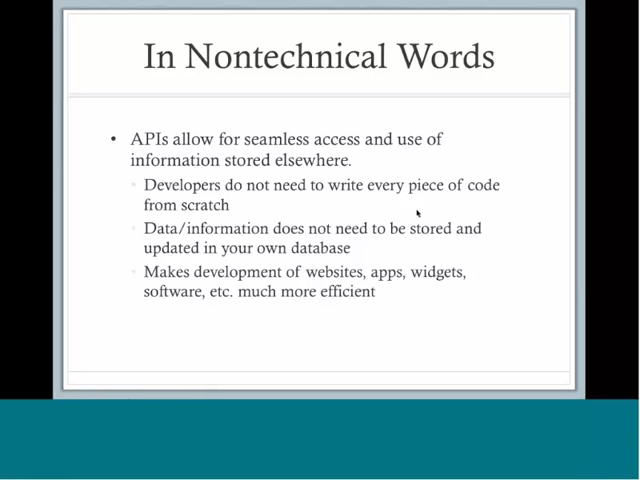 In Nontechnical Words
• APIs allow for seamless access and use of
information stored elsewhere.
Developers do not need to write every piece of code
from scratch
Data/information does not need to be stored and
updated in your own database
Makes development of websites, apps, widgets,
software, etc. much more efficient